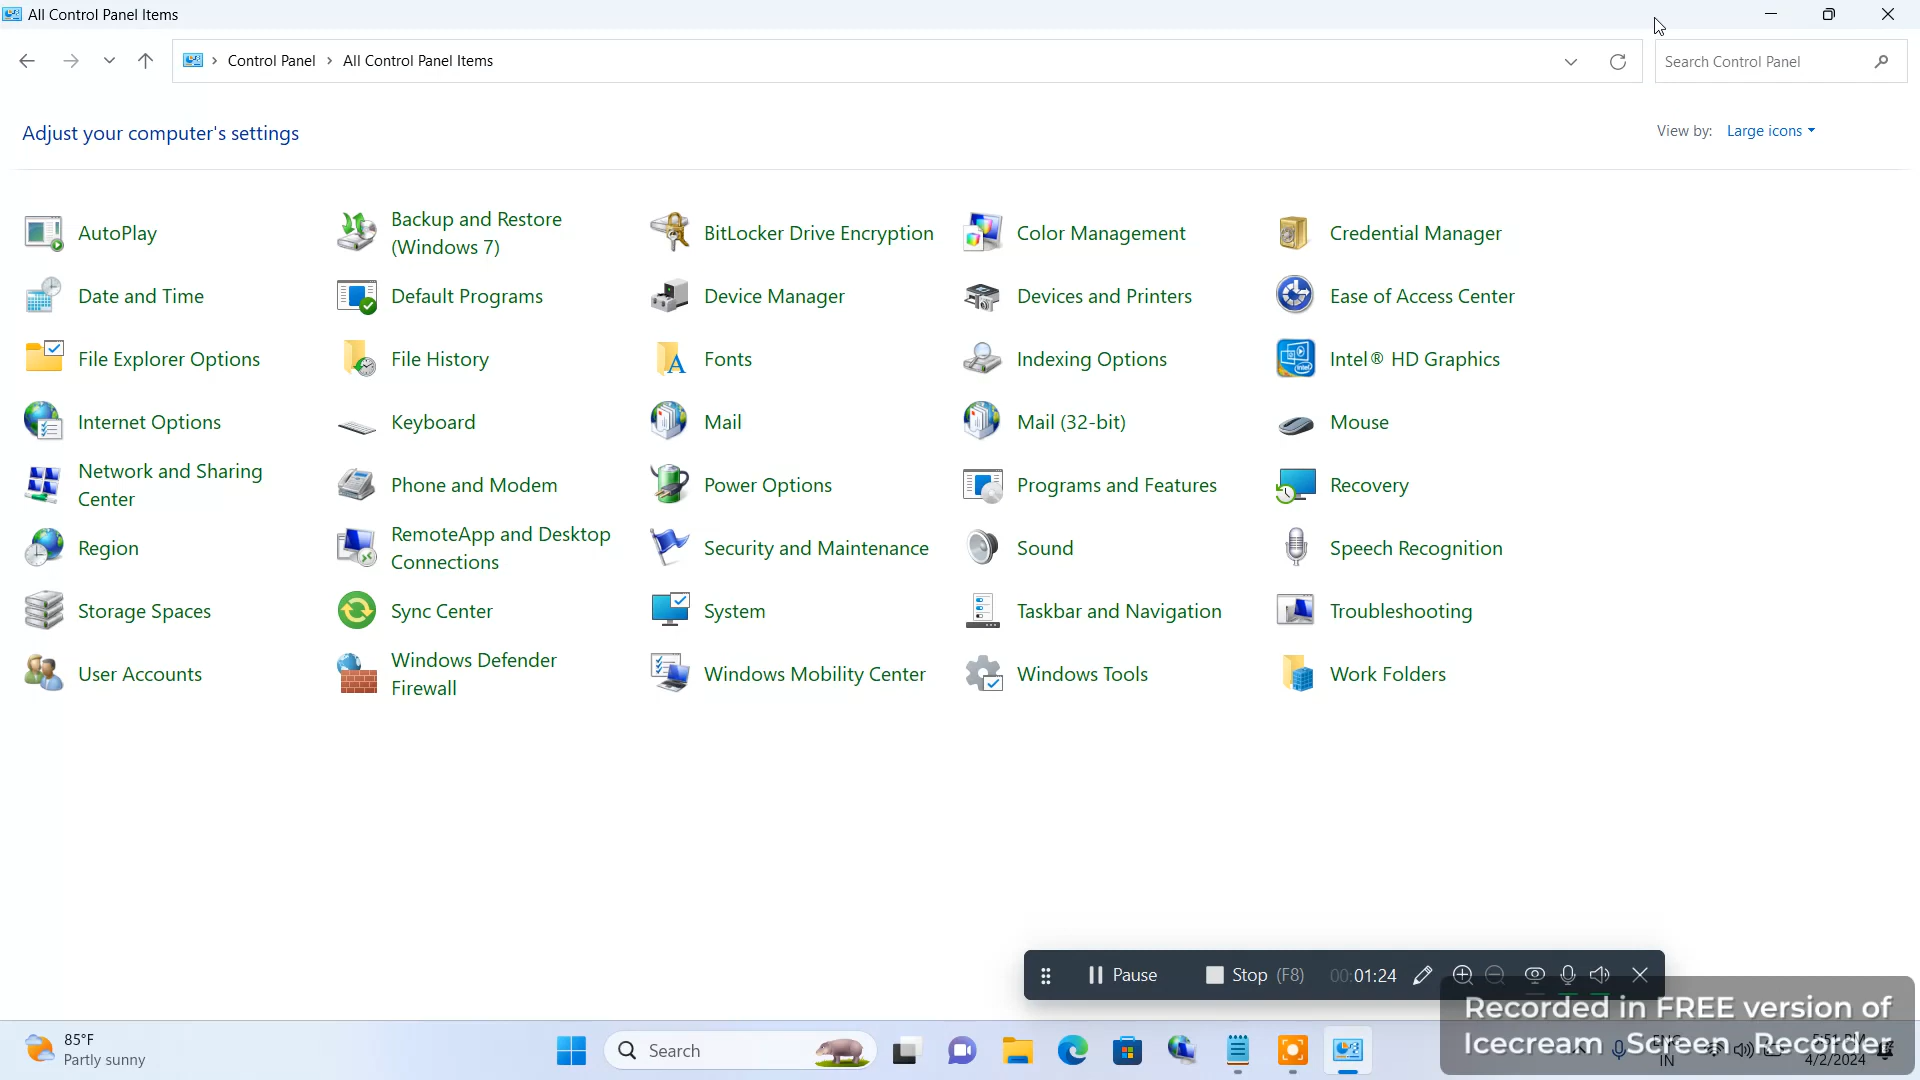 All Control Panel Items
Control Panel > All Control Panel Items
Search Control Panel
Adjust your computer's settings
View by: Large icons
AutoPlay
Backup and Restore
(Windows 7)
BitLocker Drive Encryption
Color Management
Credential Manager
Date and Time
Default Programs
Device Manager
Devices and Printers
Ease of Access Center
File Explorer Options
File History
Fonts
Indexing Options
Intel® HD Graphics
Internet Options
Keyboard
Mail
Mail (32-bit)
Mouse
Network and Sharing
Center
Phone and Modem
Power Options
Programs and Features
Recovery
Region
RemoteApp and Desktop
Connections
Security and Maintenance
Sound
Speech Recognition
Storage Spaces
Sync Center
System
Taskbar and Navigation
Troubleshooting
User Accounts
Windows Defender
Firewall
Windows Mobility Center
Windows Tools
Work Folders
Pause
Stop (F8)
00:01:24
Recorded in FREE version of
Icecream Screen Recorder
85°F
Partly sunny
Search
ENG
IN
5:51 PM
4/2/2024